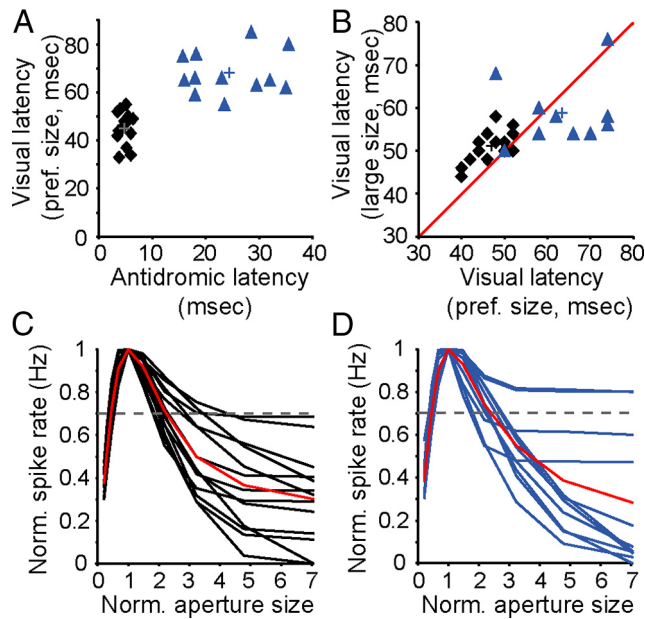 A
Visual latency
(pref. size, msec)
80
60
40
20
0
0 10 20 30 40
Antidromic latency
(msec)
B
Visual latency
(large size, msec)
80
70
60
50
40
30
30 40 50 60 70 80
Visual latency
(pref. size, msec)
C
Norm. spike rate (Hz)
1
0.8
0.6
0.4
0.2
0
0 1 2 3 4 5 6 7
Norm. aperture size
D
Norm. spike rate (Hz)
1
0.8
0.6
0.4
0.2
0
0 1 2 3 4 5 6 7
Norm. aperture size